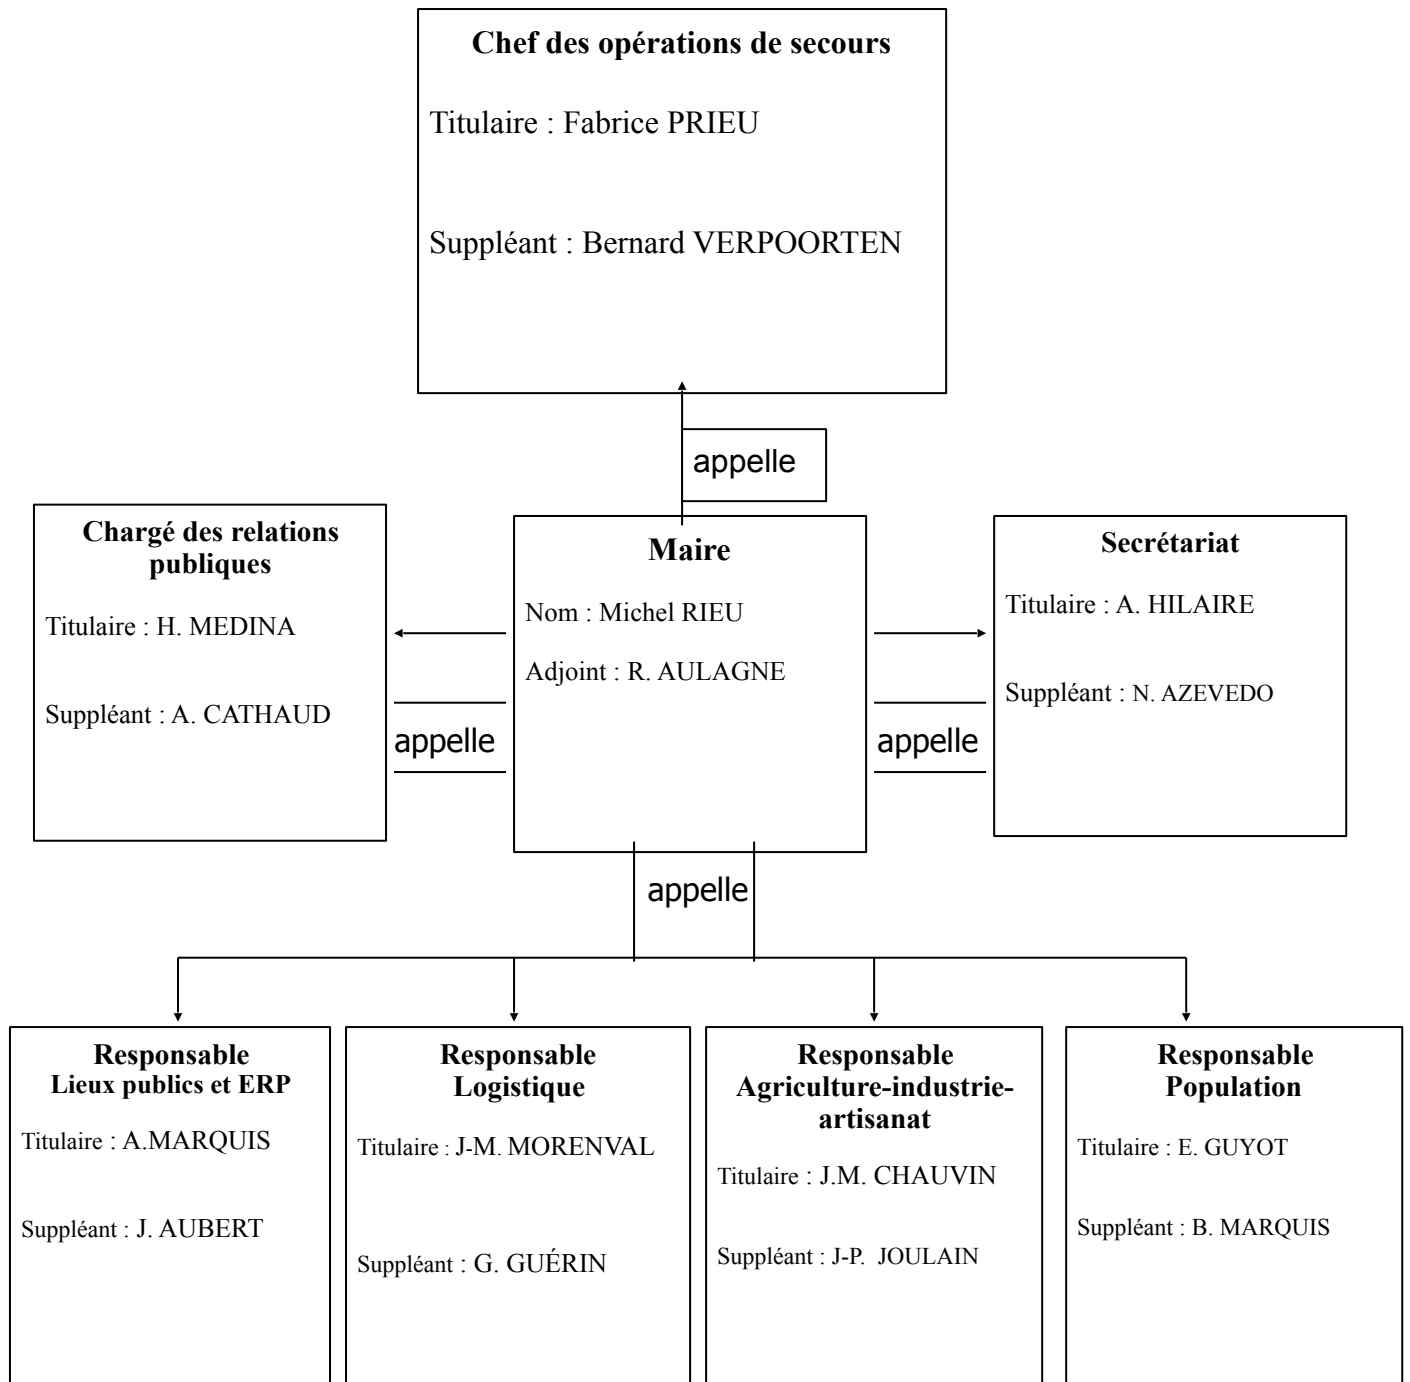 Chef des opérations de secours
Titulaire : Fabrice PRIEU
Suppléant : Bernard VERPOORTEN
appelle
Chargé des relations
publiques
Titulaire : H. MEDINA
Suppléant : A. CATHAUD
appelle
Maire
Nom : Michel RIEU
Adjoint : R. AULAGNE
appelle
Secrétariat
Titulaire : A. HILAIRE
Suppléant : N. AZEVEDO
appelle
Responsable
Lieux publics et ERP
Titulaire : A.MARQUIS
Suppléant : J. AUBERT
Responsable
Logistique
Titulaire : J-M. MORENVAL
Suppléant : G. GUÉRIN
Responsable
Agriculture-industrie-
artisanat
Titulaire : J.M. CHAUVIN
Suppléant : J-P. JOULAIN
Responsable
Population
Titulaire : E. GUYOT
Suppléant : B. MARQUIS